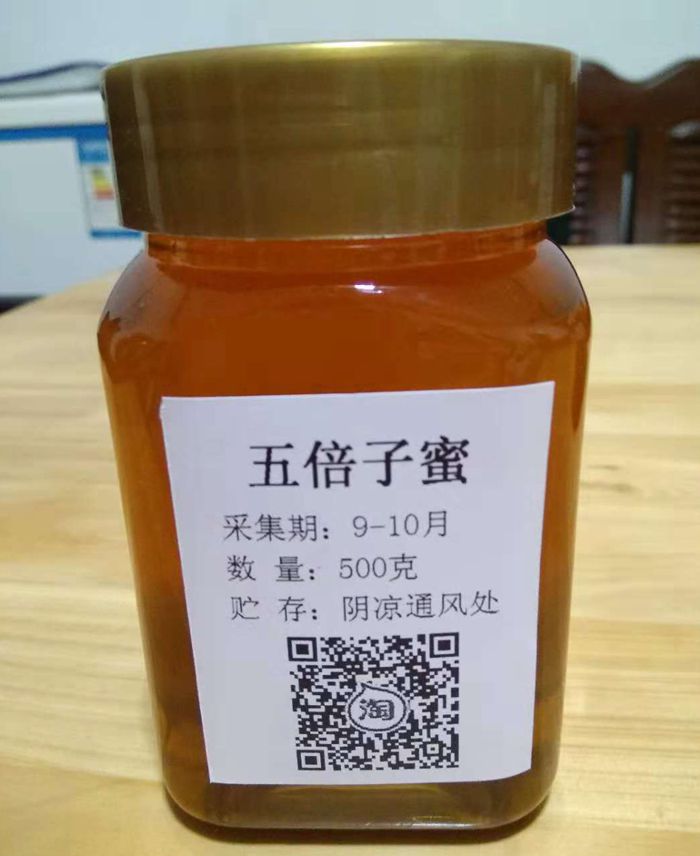 五倍子蜜
采集期：9-10月
数 量：500克
贮 存：阴凉通风处
淘